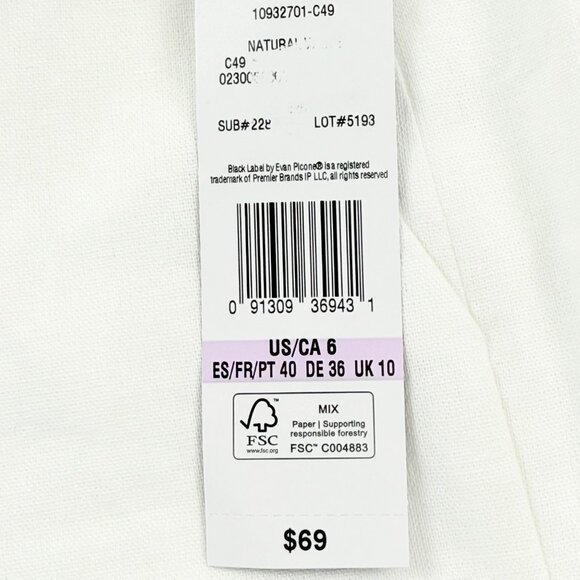 10932701-C49
NATURAL
C49
SUB# LOT#5193
Black Label by Evan Picone® is a registered
trademark of Premier Brands IP LLC, all rights reserved
0 91309 36943 1
US/CA 6
ES/FR/PT 40 DE 36 UK 10
FSC
www.fsc.org
MIX
Paper | Supporting
responsible forestry
FSC™ C004883
$69